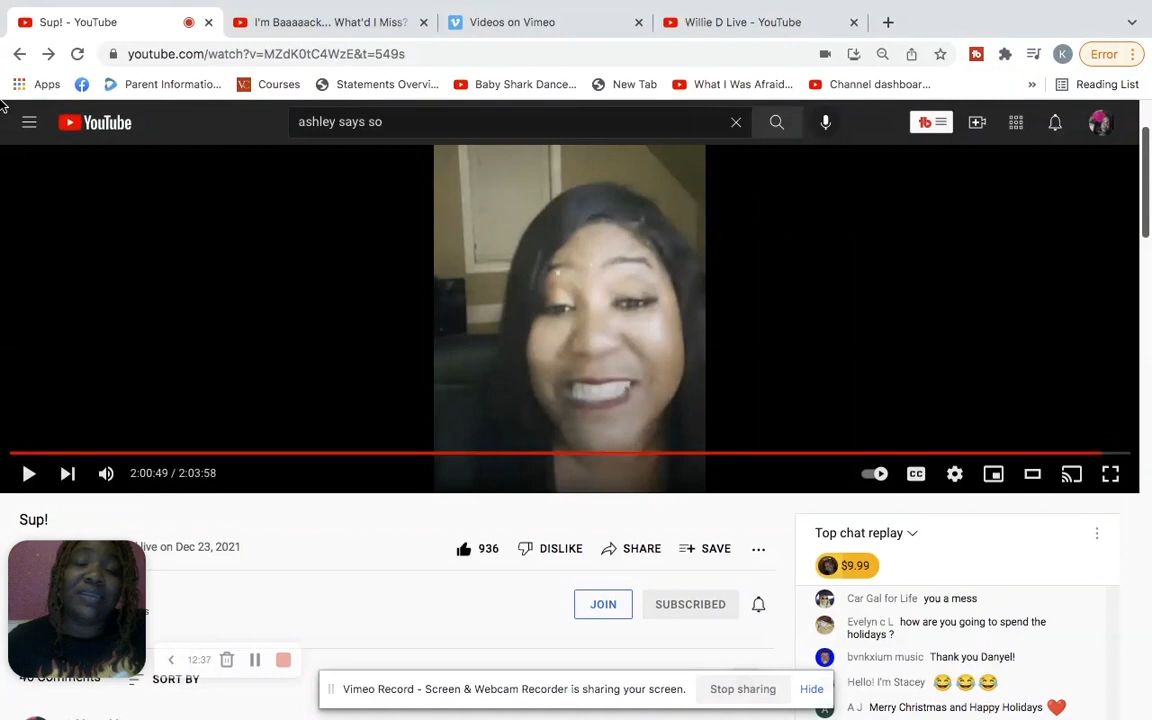 Sup! - YouTube
I'm Baaaaack... What'd I Miss?
Videos on Vimeo
Willie D Live - YouTube
youtube.com/watch?v=MZdK0tC4WzE&t=549s
K
Error
Apps
Parent Informatio...
VC Courses
Statements Overvi...
Baby Shark Dance...
New Tab
What I Was Afraid...
Channel dashboar...
»
Reading List
YouTube
ashley says so
tb
2:00:49 / 2:03:58
CC
Sup!
live on Dec 23, 2021
936
DISLIKE
SHARE
SAVE
JOIN
SUBSCRIBED
12:37
SORT BY
Top chat replay
$9.99
Car Gal for Life you a mess
Evelyn c L how are you going to spend the
holidays ?
bvnkxium music Thank you Danyel!
Hello! I'm Stacey 😂😂😂
A J Merry Christmas and Happy Holidays ❤️
Vimeo Record - Screen & Webcam Recorder is sharing your screen.
Stop sharing
Hide